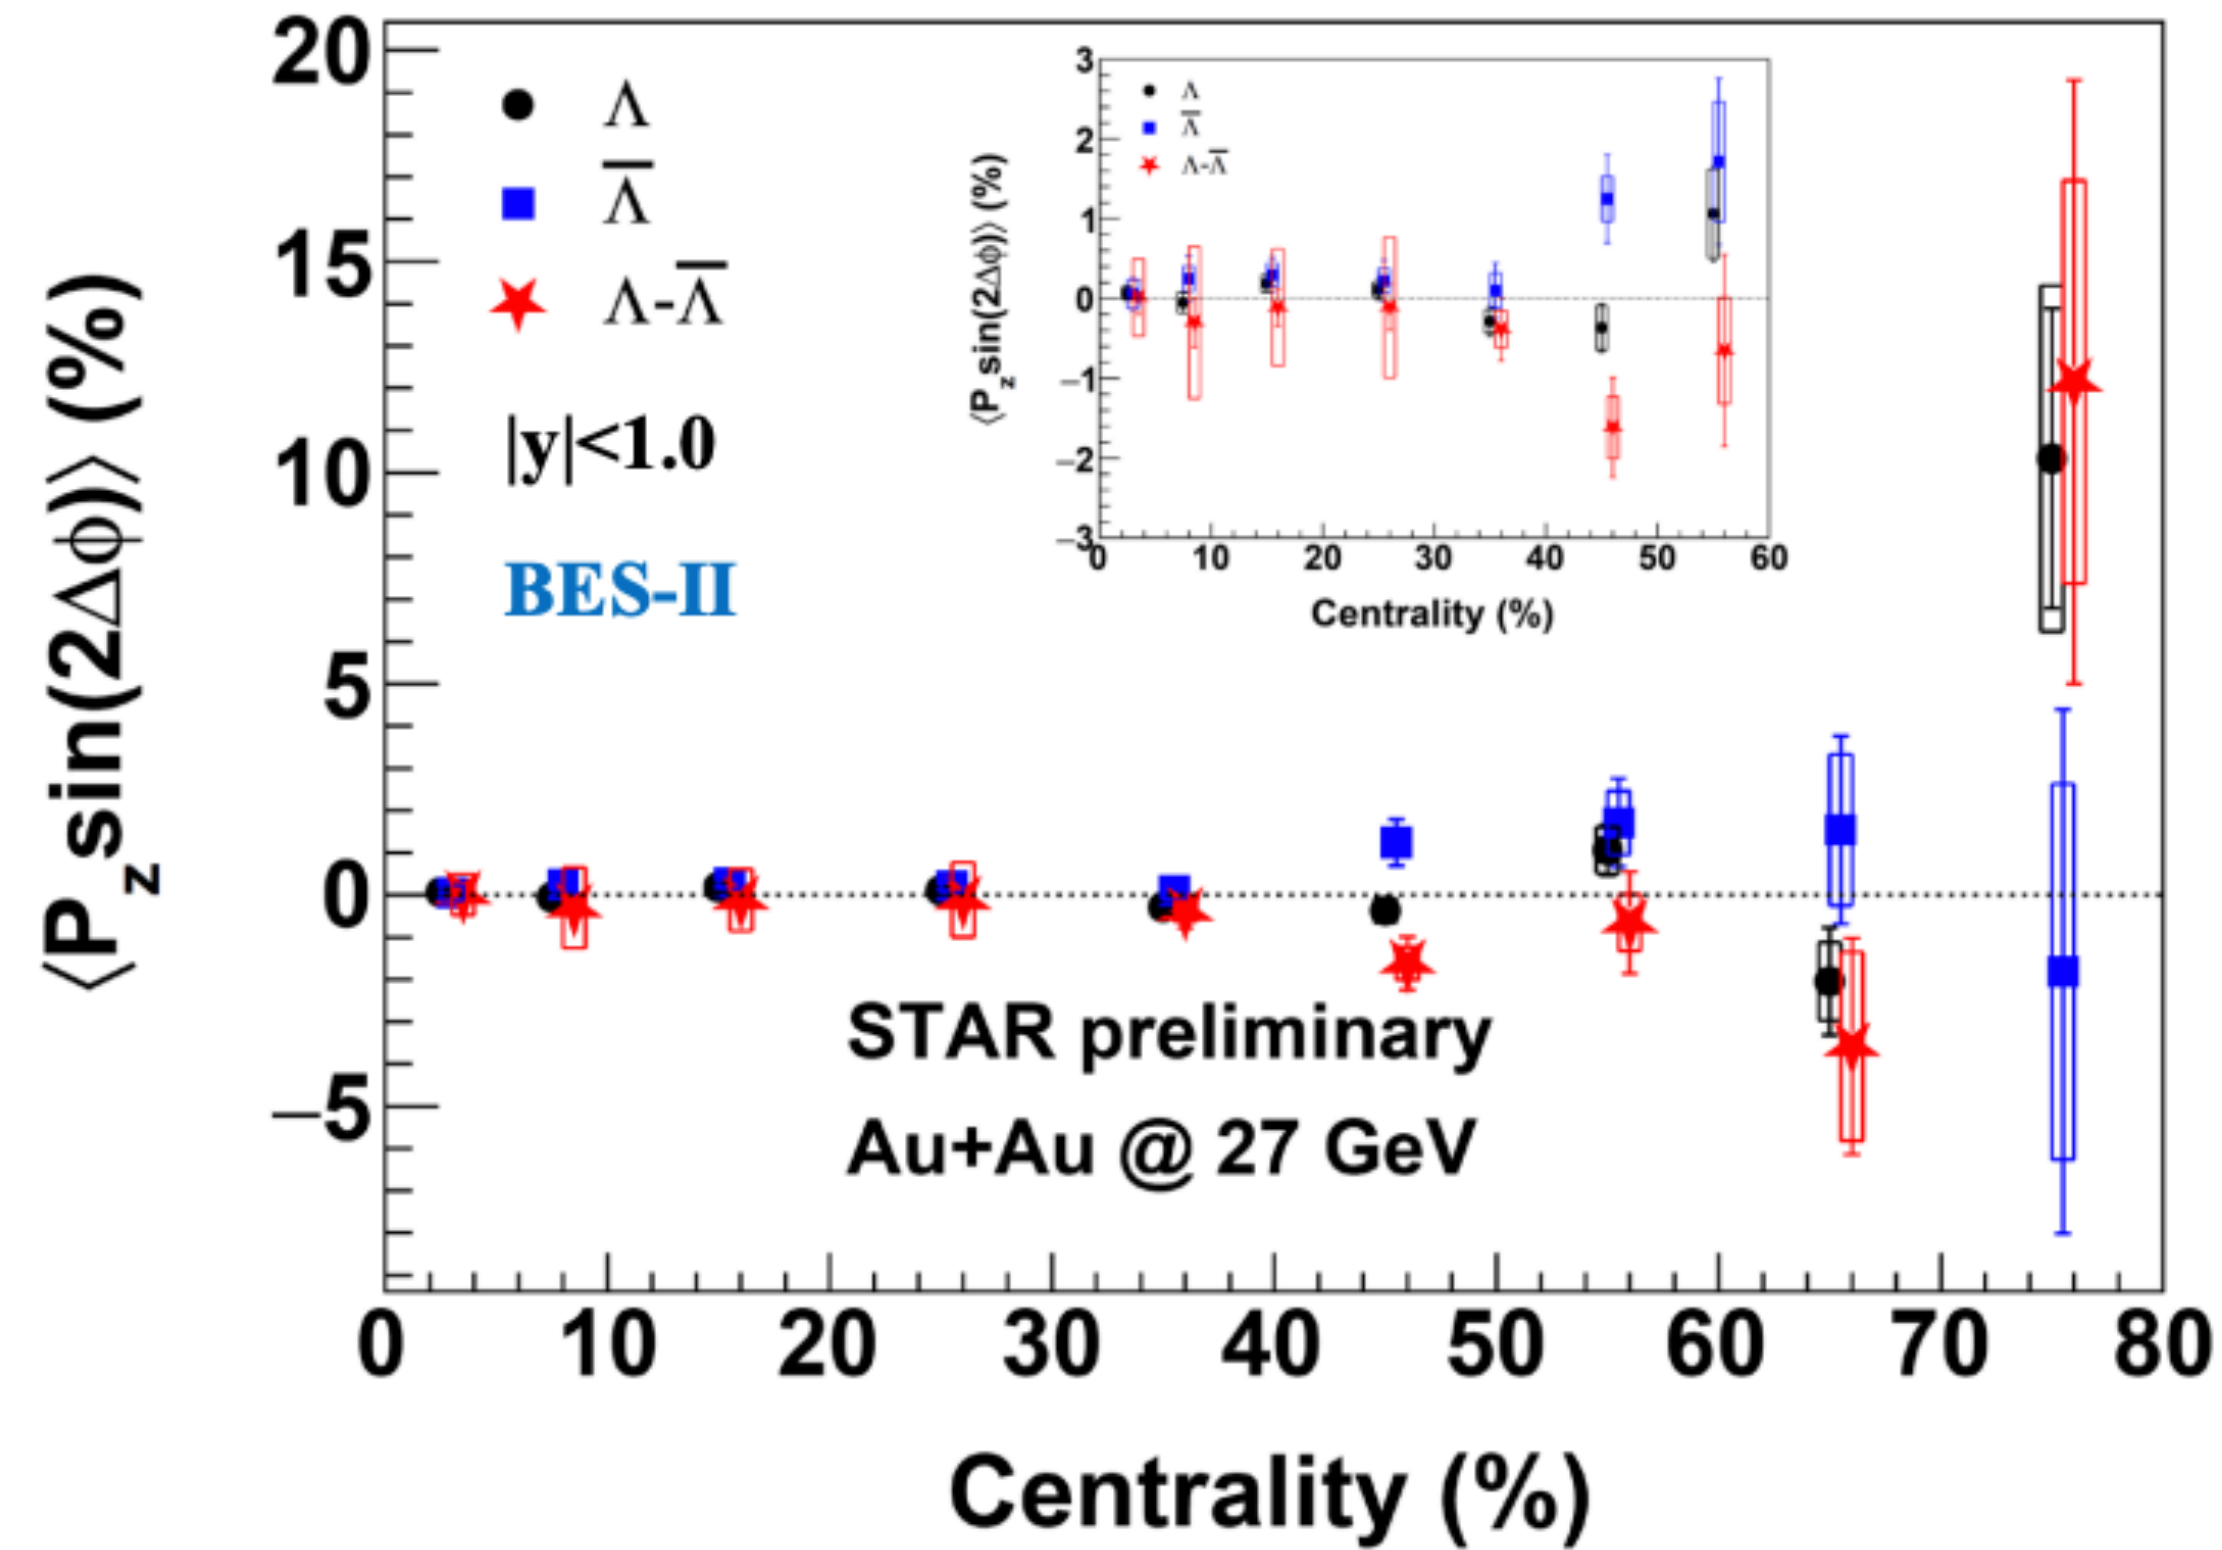 ⟨P_z sin(2Δϕ)⟩ (%)
20
15
10
5
0
−5
Λ
Λ̅
Λ-Λ̅
|y|<1.0
BES-II
⟨P_z sin(2Δϕ)⟩ (%)
3
2
1
0
−1
−2
−3
Λ
Λ̅
Λ-Λ̅
0 10 20 30 40 50 60
Centrality (%)
STAR preliminary
Au+Au @ 27 GeV
0 10 20 30 40 50 60 70 80
Centrality (%)